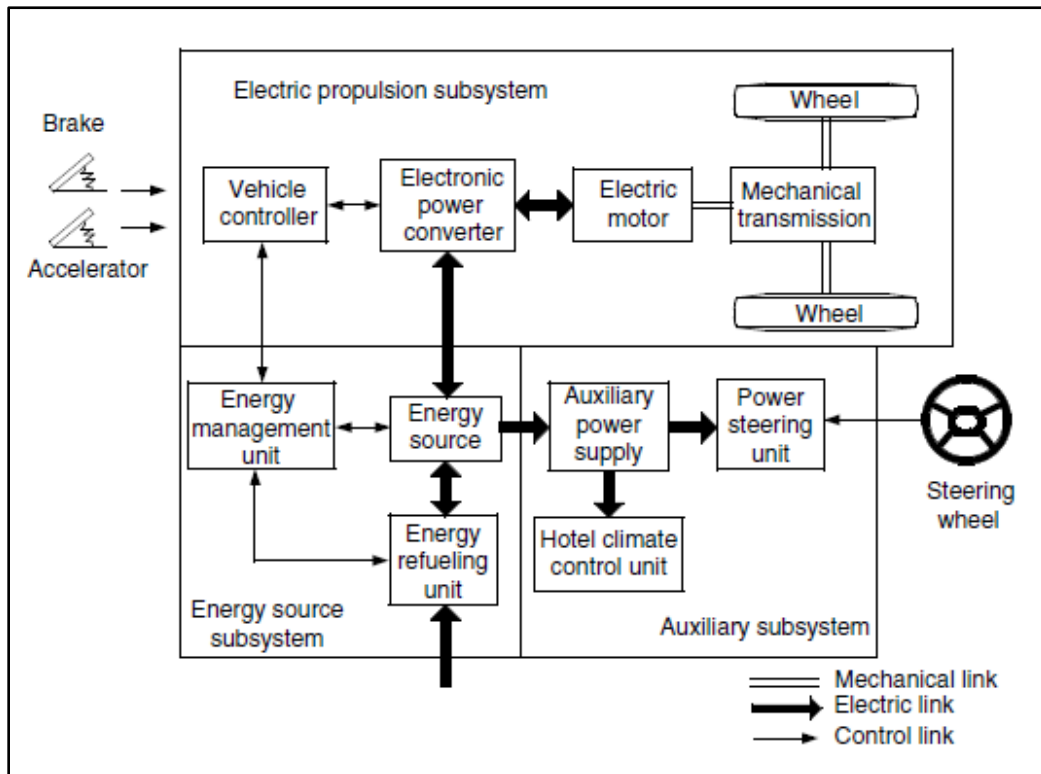 Electric propulsion subsystem
Wheel
Brake
Vehicle
controller
Electronic
power
converter
Electric
motor
Mechanical
transmission
Accelerator
Wheel
Energy
management
unit
Energy
source
Auxiliary
power
supply
Power
steering
unit
Steering
wheel
Energy
refueling
unit
Hotel climate
control unit
Energy source
subsystem
Auxiliary subsystem
Mechanical link
Electric link
Control link